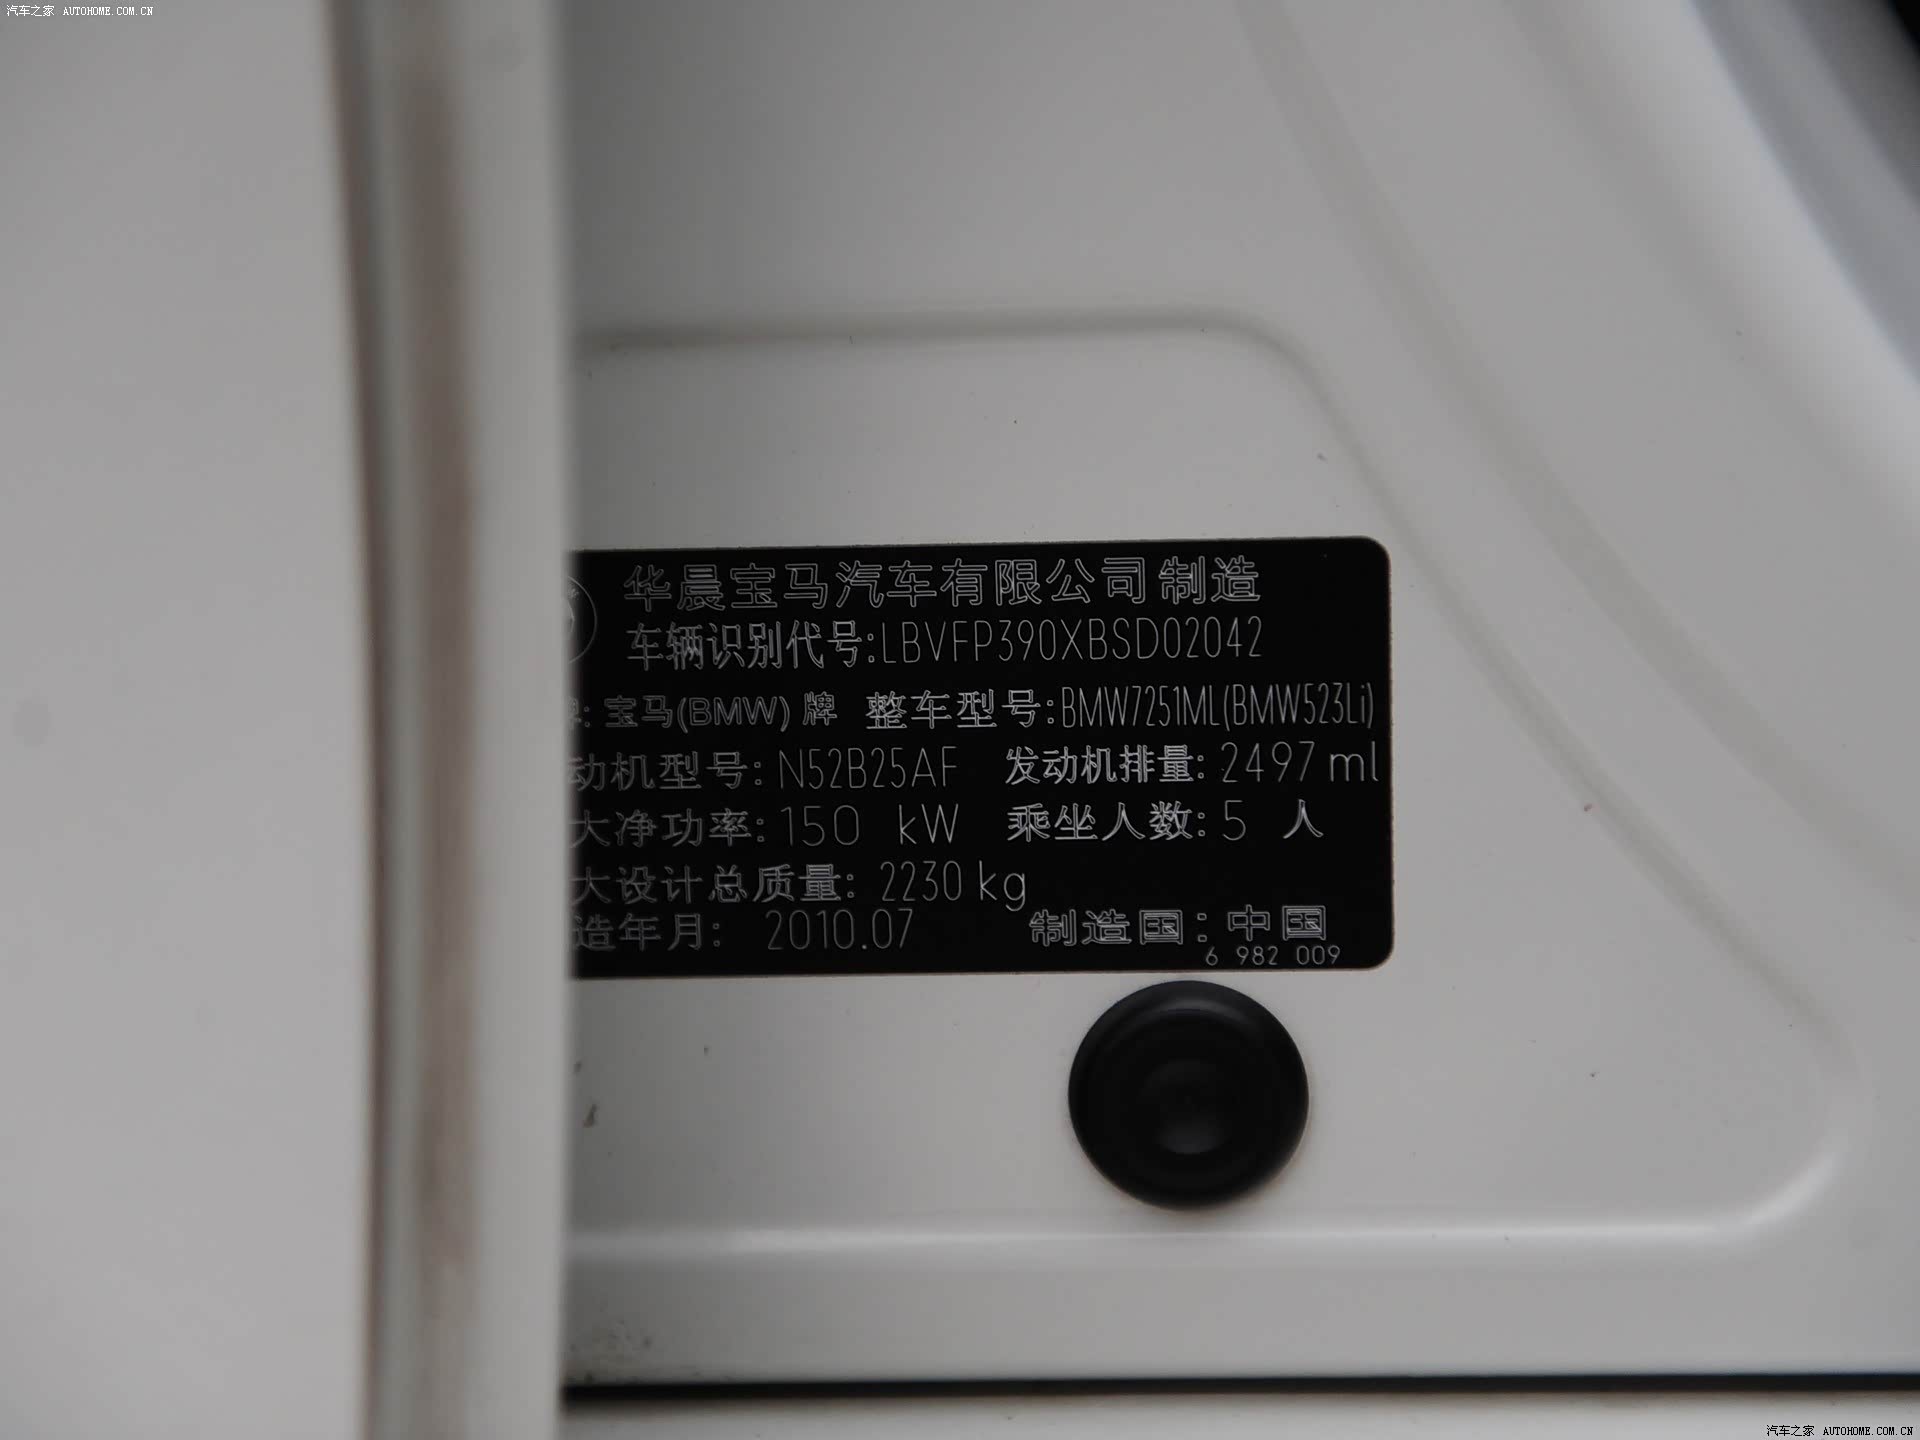 汽车之家 AUTOHOME.COM.CN
华晨宝马汽车有限公司 制造
车辆识别代号:LBVFP390XBSD02042
: 宝马(BMW) 牌 整车型号:BMW7251ML(BMW523Li)
动机型号: N52B25AF 发动机排量: 2497 ml
大净功率: 150 kW 乘坐人数: 5 人
大设计总质量: 2230 kg
造年月: 2010.07 制造国: 中国
6 982 009
汽车之家 AUTOHOME.COM.CN